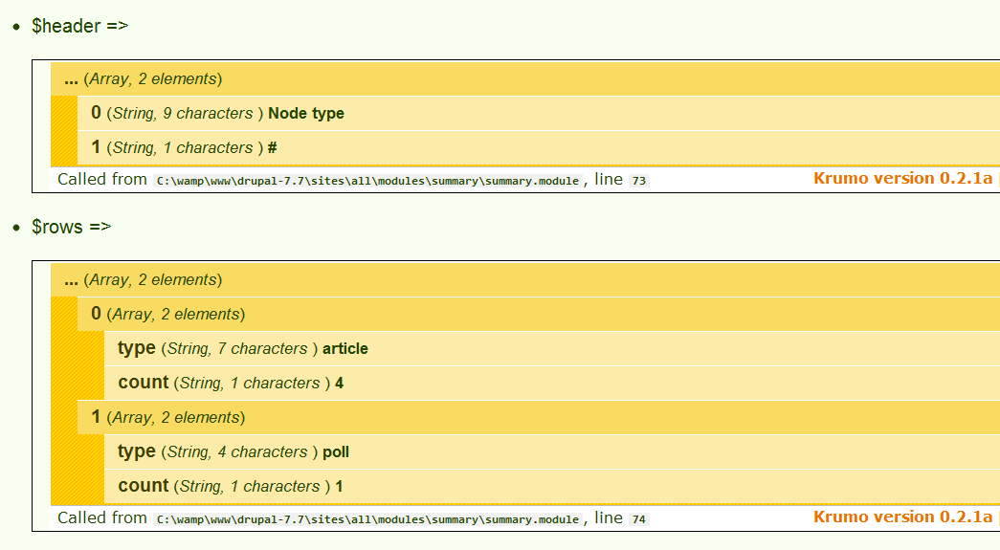 $header =>
... (Array, 2 elements)
0 (String, 9 characters ) Node type
1 (String, 1 characters ) #
Called from C:\wamp\www\drupal-7.7\sites\all\modules\summary\summary.module, line 73 Krumo version 0.2.1a
$rows =>
... (Array, 2 elements)
0 (Array, 2 elements)
type (String, 7 characters ) article
count (String, 1 characters ) 4
1 (Array, 2 elements)
type (String, 4 characters ) poll
count (String, 1 characters ) 1
Called from C:\wamp\www\drupal-7.7\sites\all\modules\summary\summary.module, line 74 Krumo version 0.2.1a